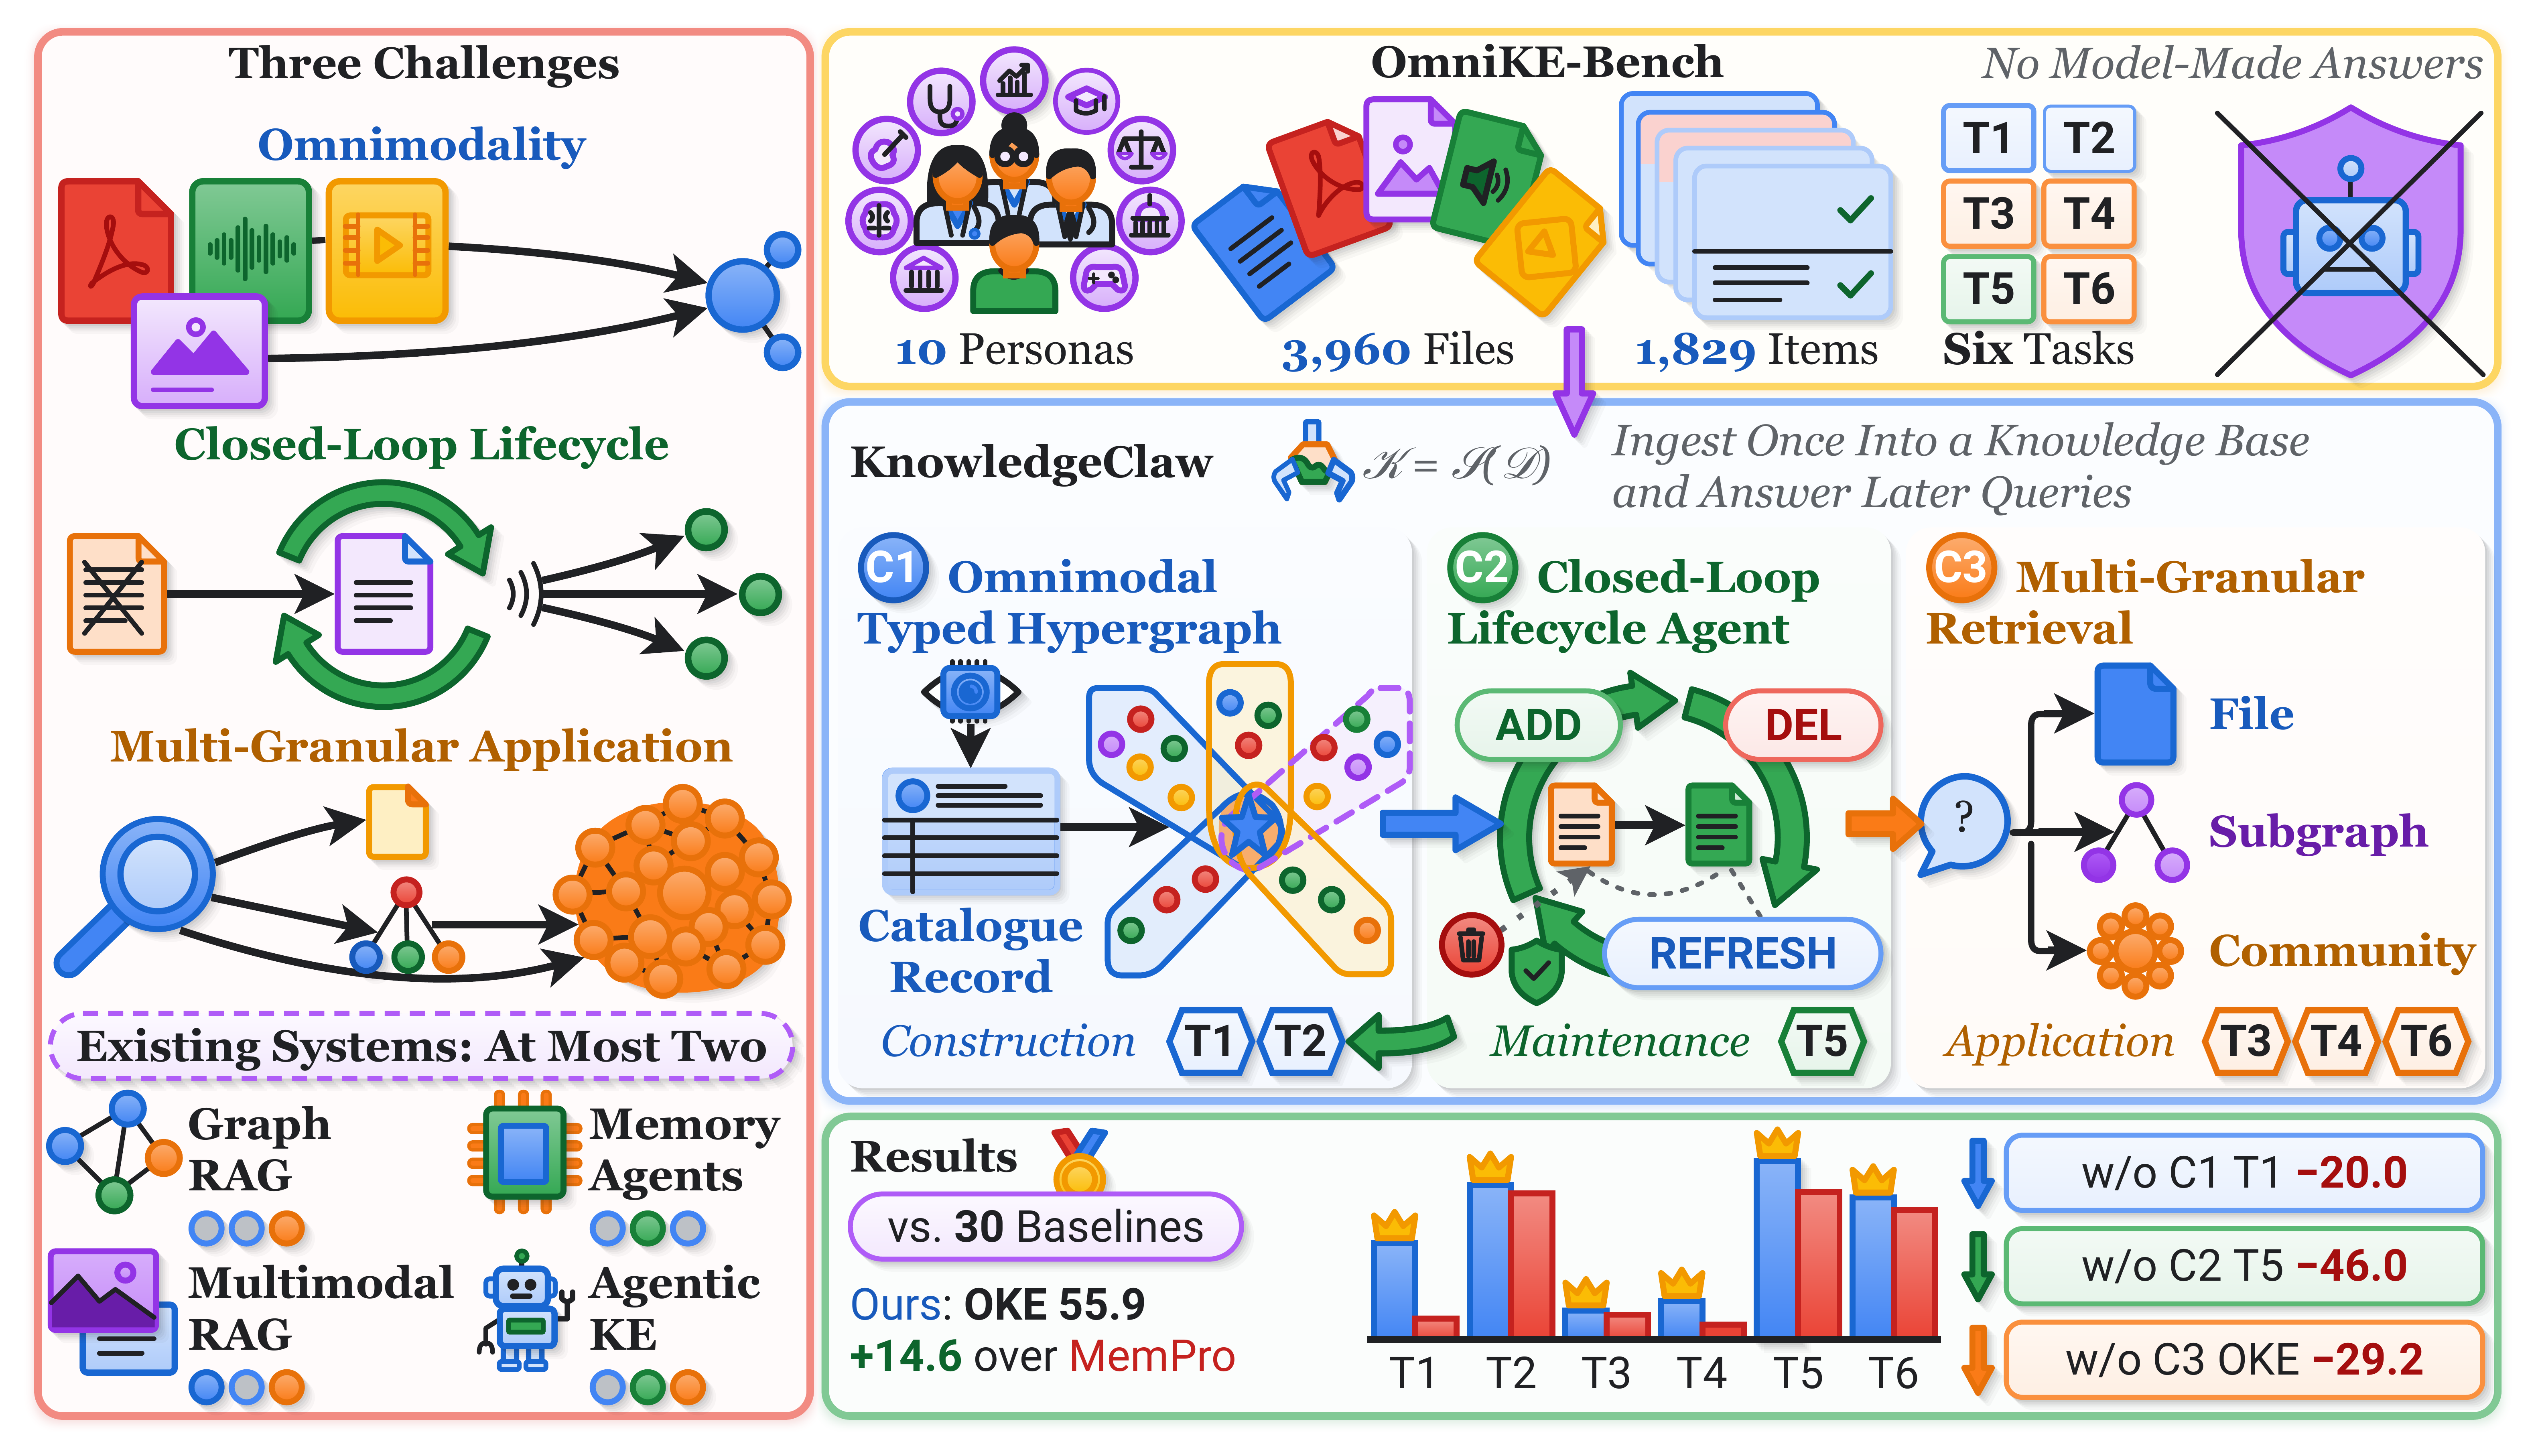 Three Challenges
Omnimodality
Closed-Loop Lifecycle
Multi-Granular Application
Existing Systems: At Most Two
Graph
RAG
Memory
Agents
Multimodal
RAG
Agentic
KE
OmniKE-Bench
No Model-Made Answers
10 Personas
3,960 Files
1,829 Items
T1 T2
T3 T4
T5 T6
Six Tasks
KnowledgeClaw
𝒦 = 𝒥(𝒟)
Ingest Once Into a Knowledge Base
and Answer Later Queries
C1 Omnimodal
Typed Hypergraph
Catalogue
Record
Construction T1 T2
C2 Closed-Loop
Lifecycle Agent
ADD
DEL
REFRESH
Maintenance T5
C3 Multi-Granular
Retrieval
?
File
Subgraph
Community
Application T3 T4 T6
Results
vs. 30 Baselines
Ours: OKE 55.9
+14.6 over MemPro
T1 T2 T3 T4 T5 T6
w/o C1 T1 −20.0
w/o C2 T5 −46.0
w/o C3 OKE −29.2